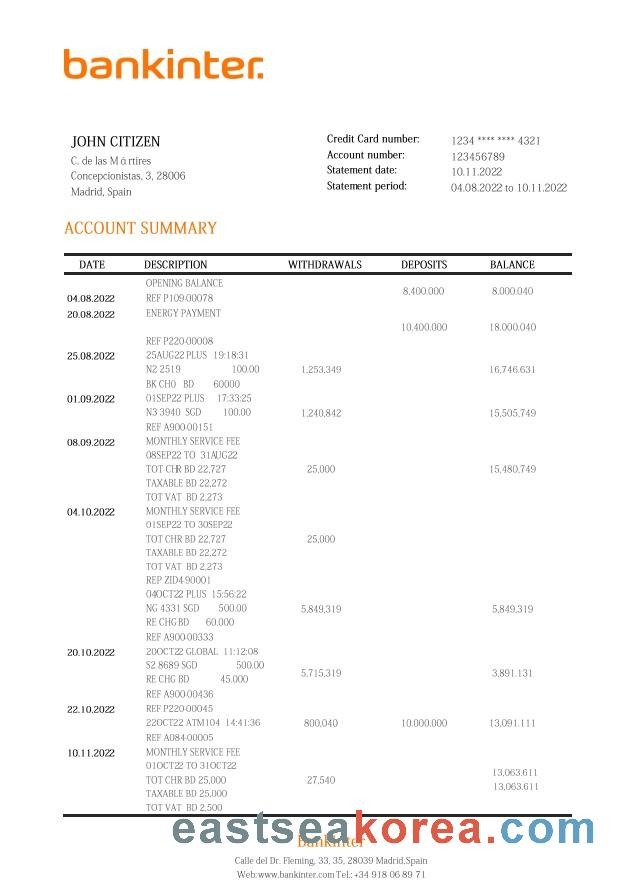 bankinter.
JOHN CITIZEN
C. de las M á rtires
Concepcionistas, 3, 28006
Madrid, Spain
Credit Card number: 1234 **** **** 4321
Account number: 123456789
Statement date: 10.11.2022
Statement period: 04.08.2022 to 10.11.2022
ACCOUNT SUMMARY
DATE DESCRIPTION WITHDRAWALS DEPOSITS BALANCE
OPENING BALANCE
8.400.000 8.000.040
04.08.2022 REF P109-00078
20.08.2022 ENERGY PAYMENT
10.400.000 18.000.040
REF P220-00008
25.08.2022 25AUG22 PLUS 19:18:31
N2 2519 100.00 1,253,349 16,746.631
BK CH0 BD 60000
01.09.2022 01SEP22 PLUS 17:33:25
N3 3940 SGD 100.00 1,240,842 15,505,749
REF A900-00151
08.09.2022 MONTHLY SERVICE FEE
08SEP22 TO 31AUG22
TOT CHR BD 22,727 25,000 15,480,749
TAXABLE BD 22,272
TOT VAT BD 2,273
04.10.2022 MONTHLY SERVICE FEE
01SEP22 TO 30SEP22
TOT CHR BD 22,727 25,000
TAXABLE BD 22,272
TOT VAT BD 2,273
REP ZID4-90001
04OCT22 PLUS 15:56:22
NG 4331 SGD 500.00 5,849,319 5,849,319
RE CHG BD 60.000
REF A900-00333
20.10.2022 20OCT22 GLOBAL 11:12:08
S2 8689 SGD 500.00
5,715,319 3,891.131
RE CHG BD 45.000
REF A900-00436
22.10.2022 REF P220-00045
22OCT22 ATM104 14:41:36 800,040 10.000.000 13,091.111
REF A084-00005
10.11.2022 MONTHLY SERVICE FEE
01OCT22 TO 31OCT22
13,063.611
TOT CHR BD 25,000 27,540
13,063.611
TAXABLE BD 25,000
TOT VAT BD 2,500
eastseakorea.com
bankinter
Calle del Dr. Fleming, 33, 35, 28039 Madrid,Spain
Web:www.bankinter.com Tel.: +34 918 06 89 71